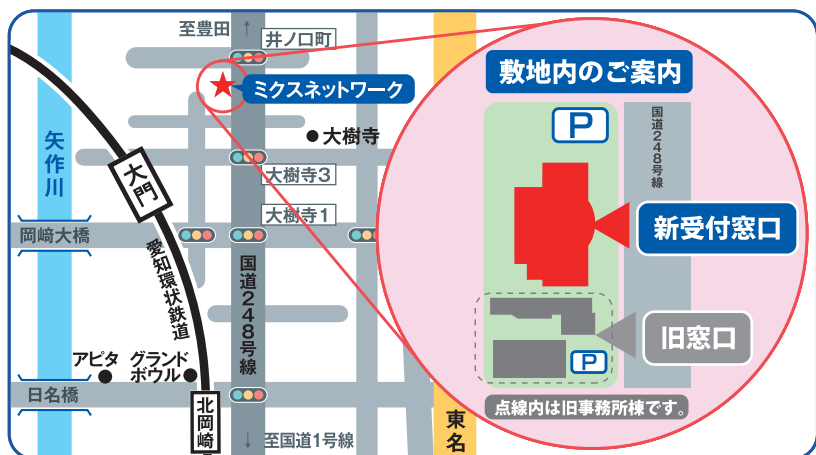 至豊田
↑
井ノ口町
ミクスネットワーク
矢作川
大門
大樹寺
大樹寺3
大樹寺1
岡﨑大橋
愛知環状鉄道
国道248号線
アピタ
グランド
ボウル
日名橋
北岡崎
↓至国道1号線
東名
敷地内のご案内
P
国道248号線
新受付窓口
旧窓口
P
点線内は旧事務所棟です。